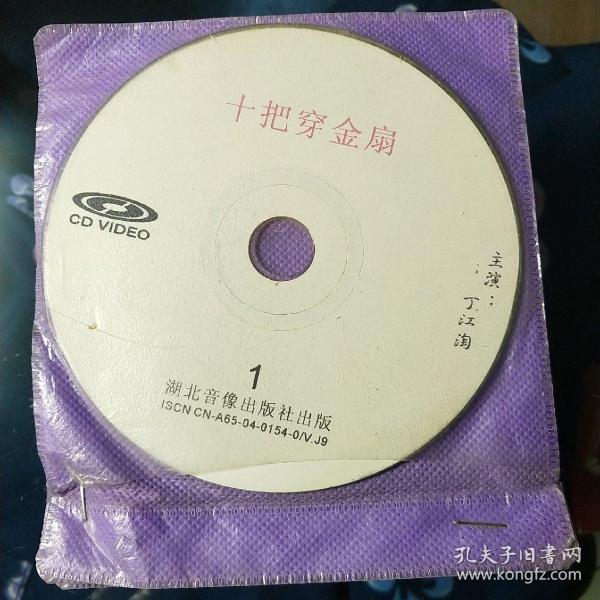 十把穿金扇
CD VIDEO
主演：
丁江淘
1
湖北音像出版社出版
ISCN CN-A65-04-0154-0/V.J9
孔夫子旧书网
www.kongfz.com